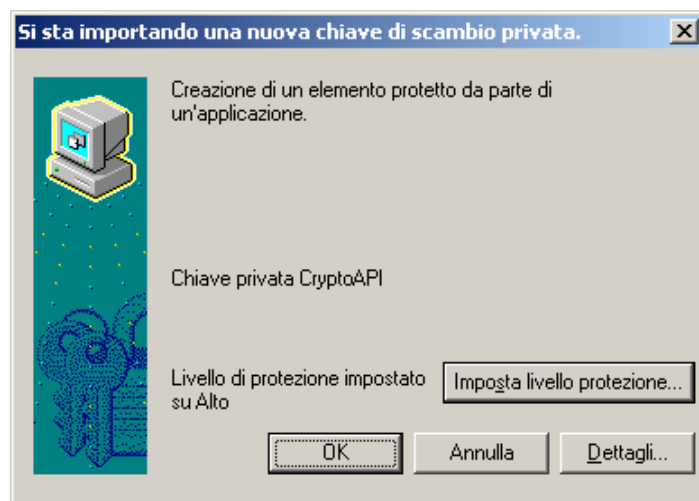 Si sta importando una nuova chiave di scambio privata.
Creazione di un elemento protetto da parte di
un'applicazione.
Chiave privata CryptoAPI
Livello di protezione impostato
su Alto
Imposta livello protezione...
OK
Annulla
Dettagli...